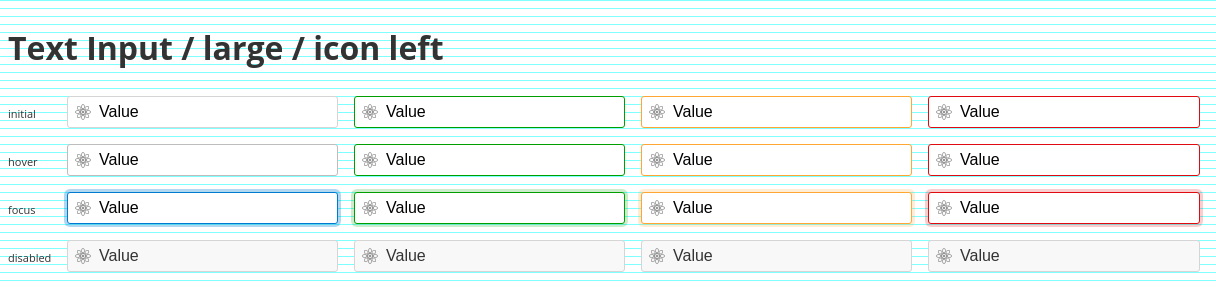 Text Input / large / icon left
initial Value Value Value Value
hover Value Value Value Value
focus Value Value Value Value
disabled Value Value Value Value